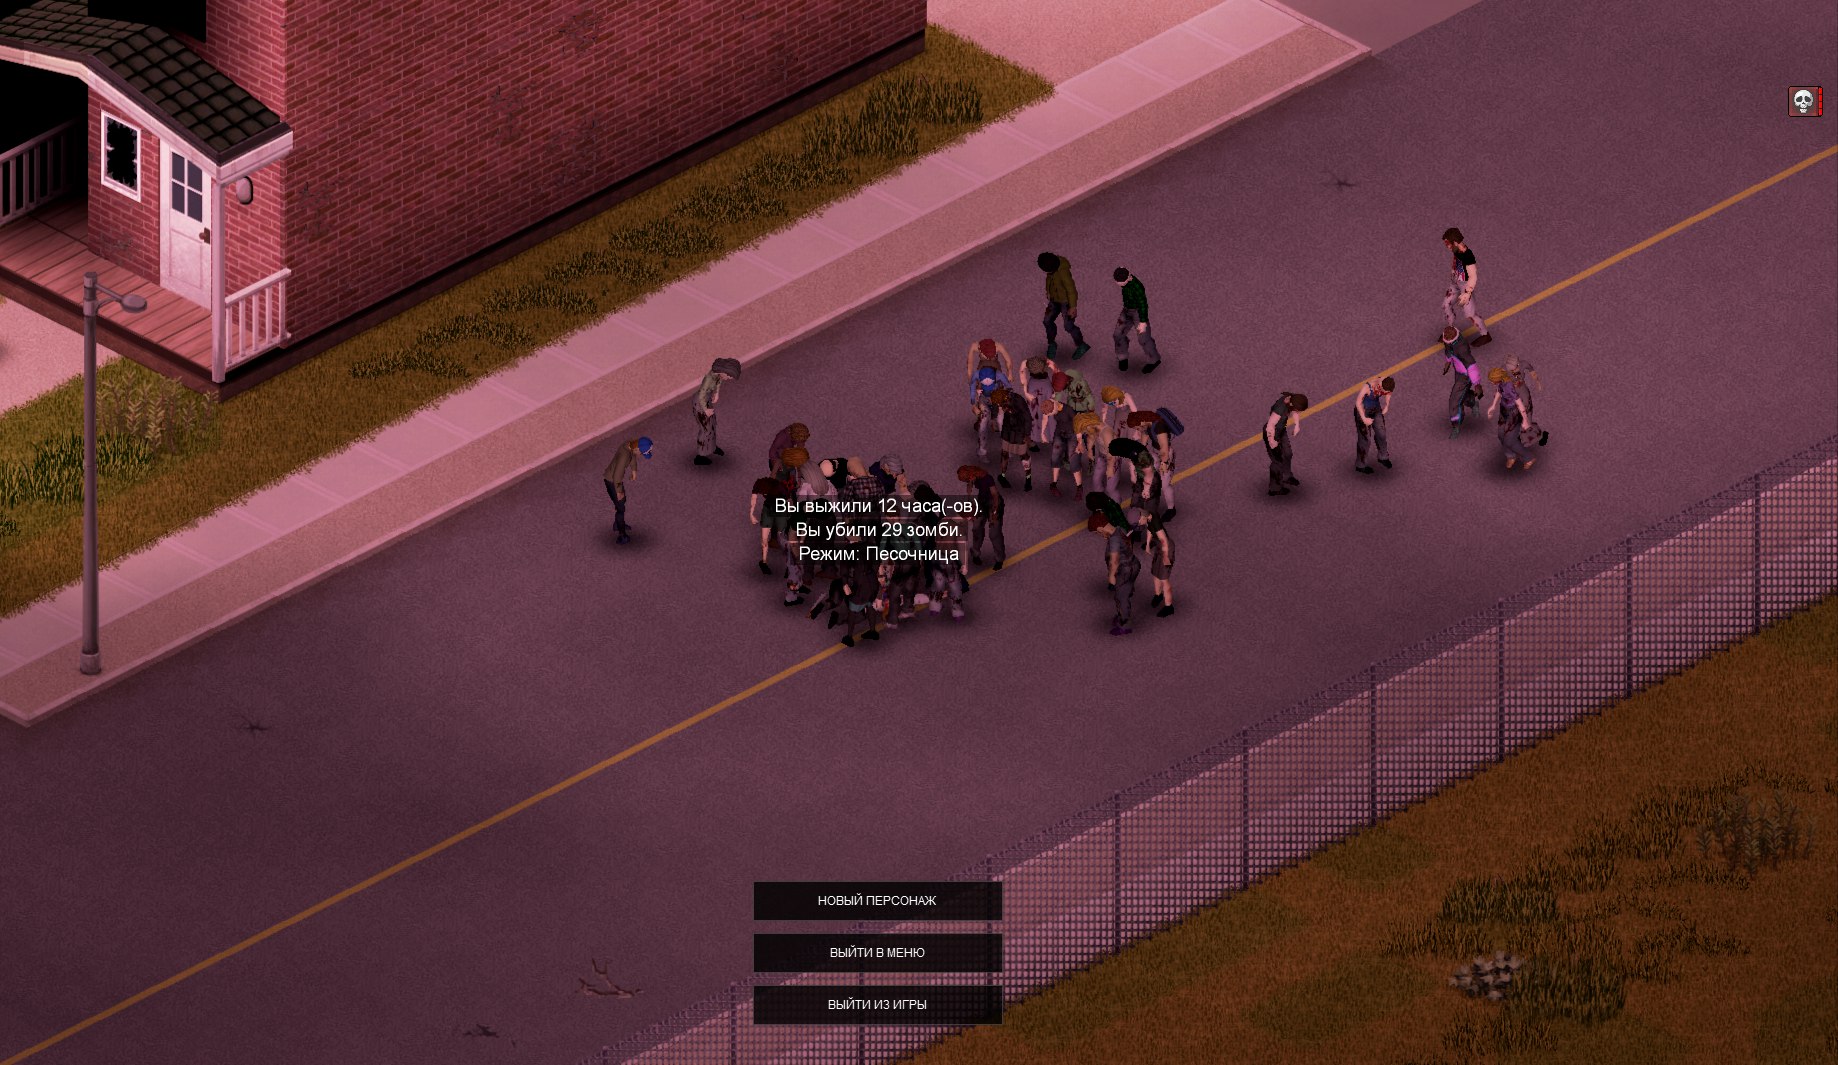 Вы выжили 12 часа(-ов).
Вы убили 29 зомби.
Режим: Песочница
НОВЫЙ ПЕРСОНАЖ
ВЫЙТИ В МЕНЮ
ВЫЙТИ ИЗ ИГРЫ